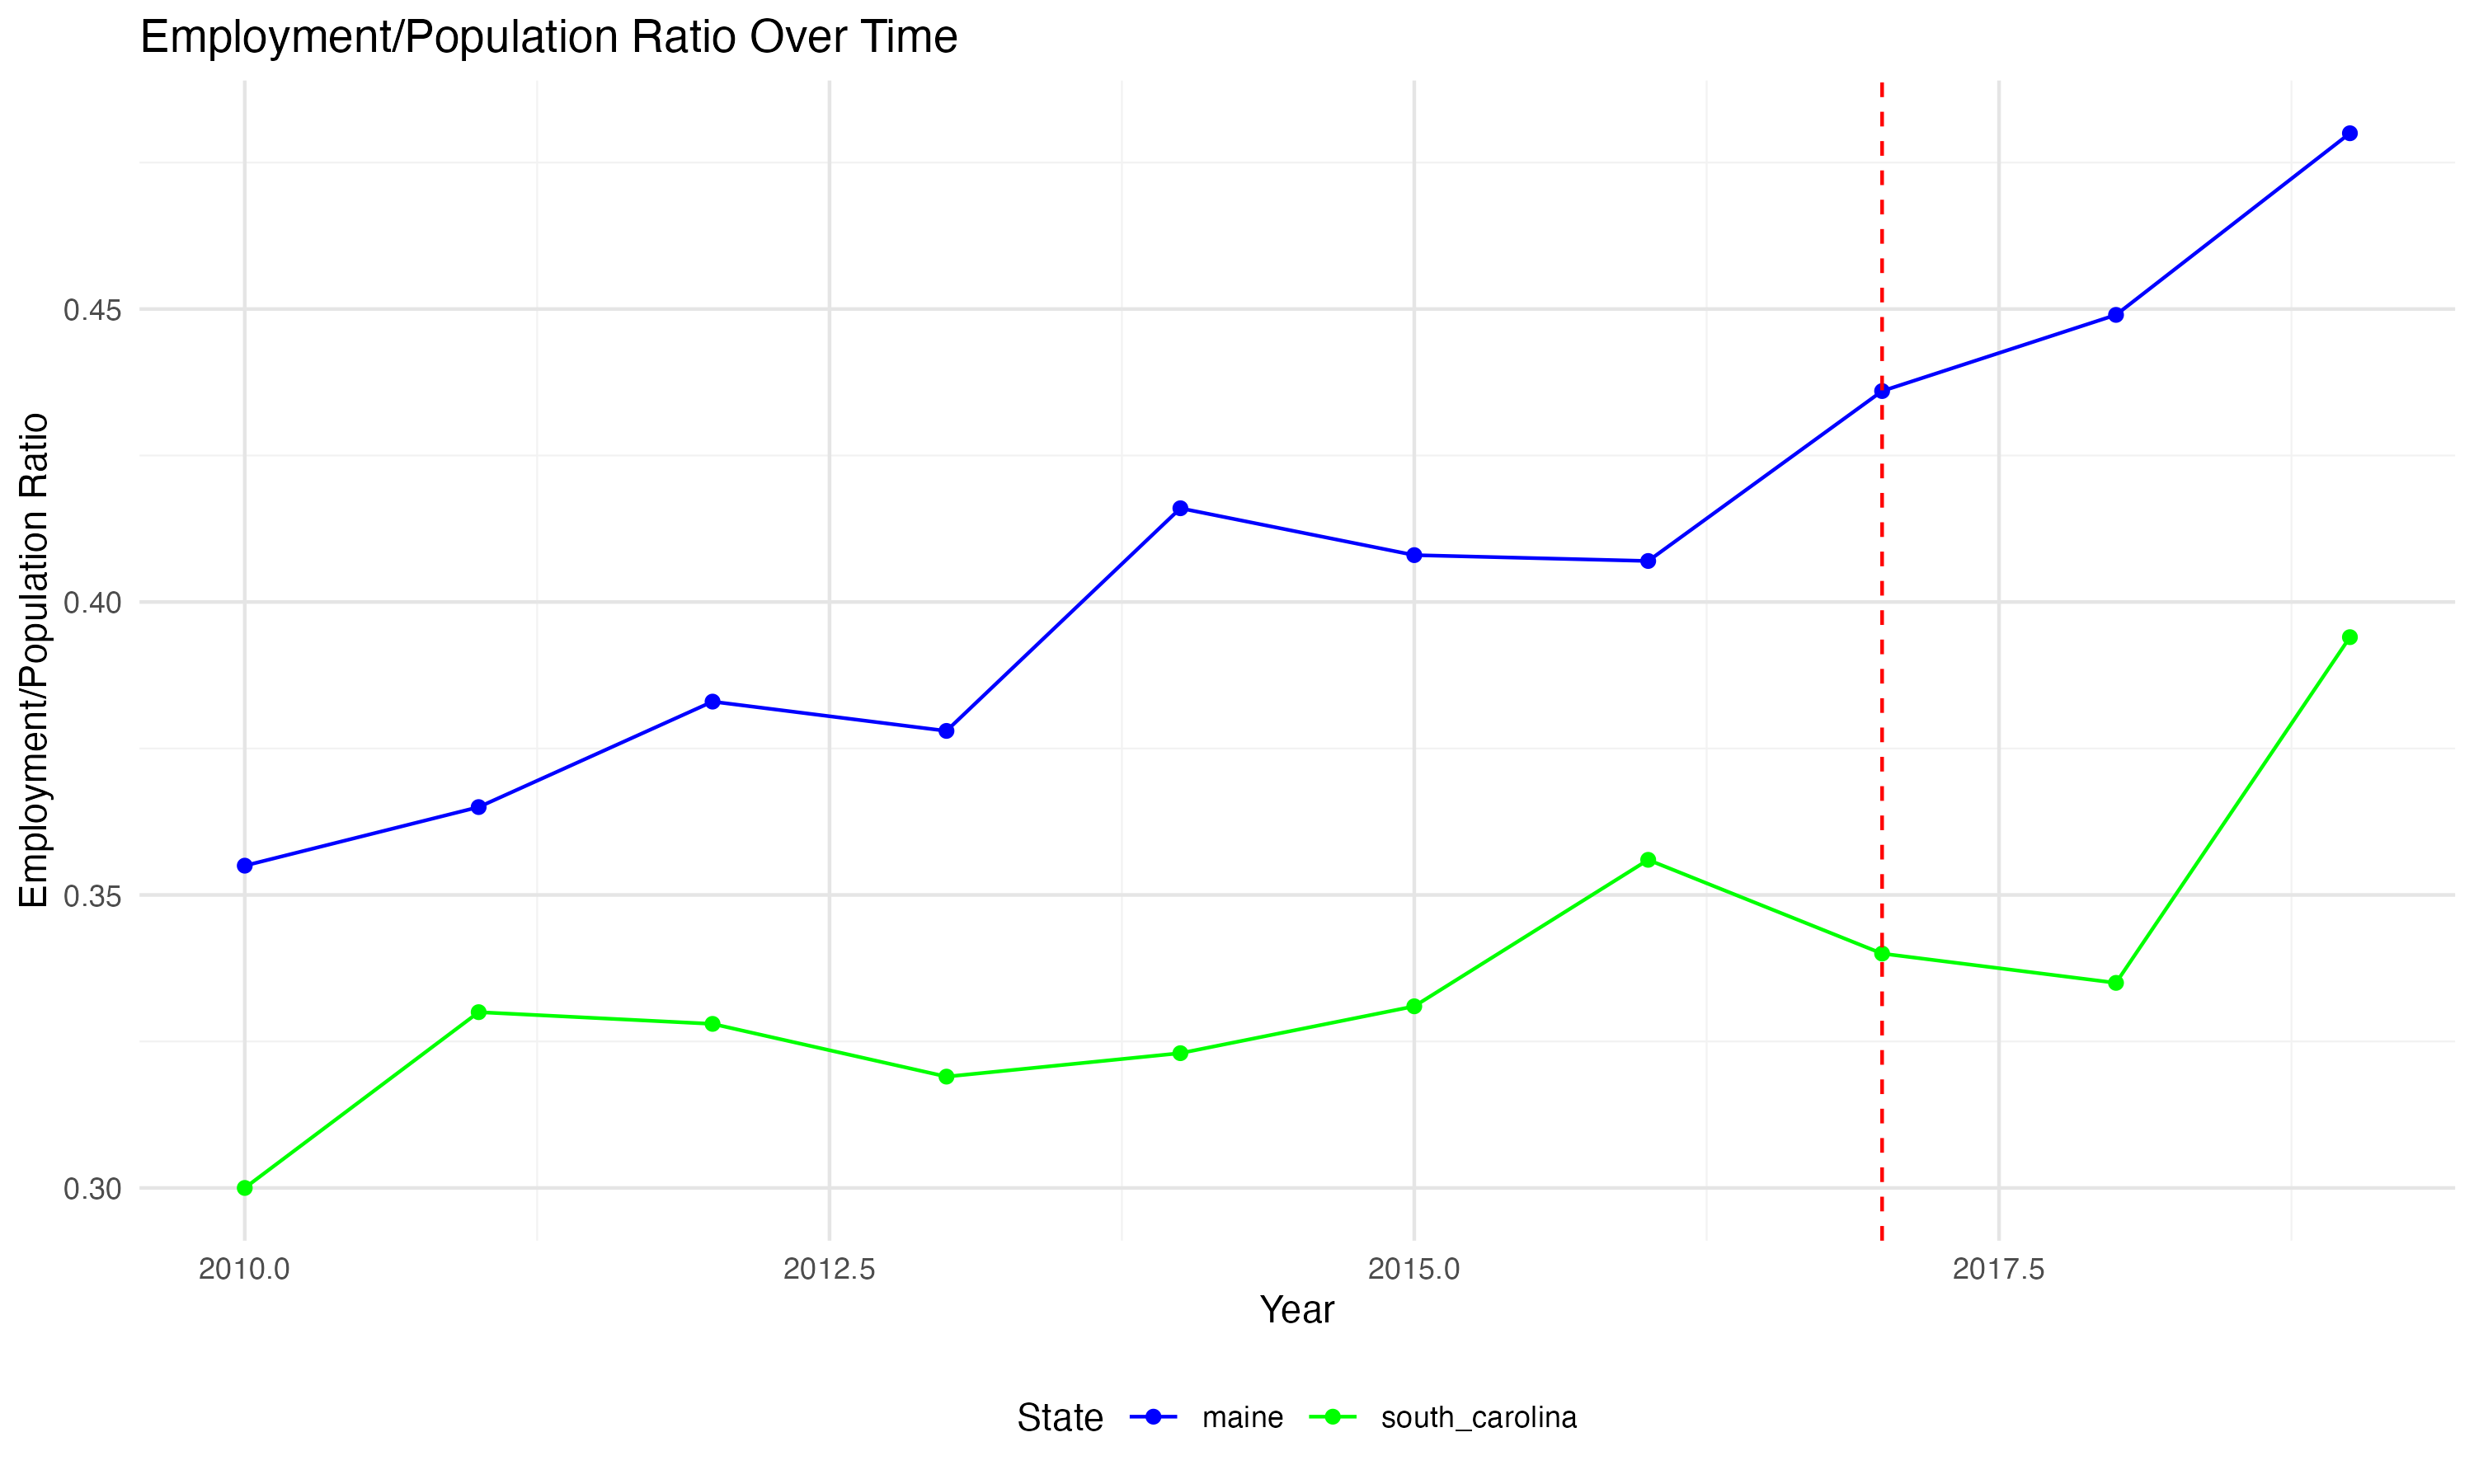 Employment/Population Ratio Over Time
Employment/Population Ratio
0.45
0.40
0.35
0.30
2010.0 2012.5 2015.0 2017.5
Year
State maine south_carolina